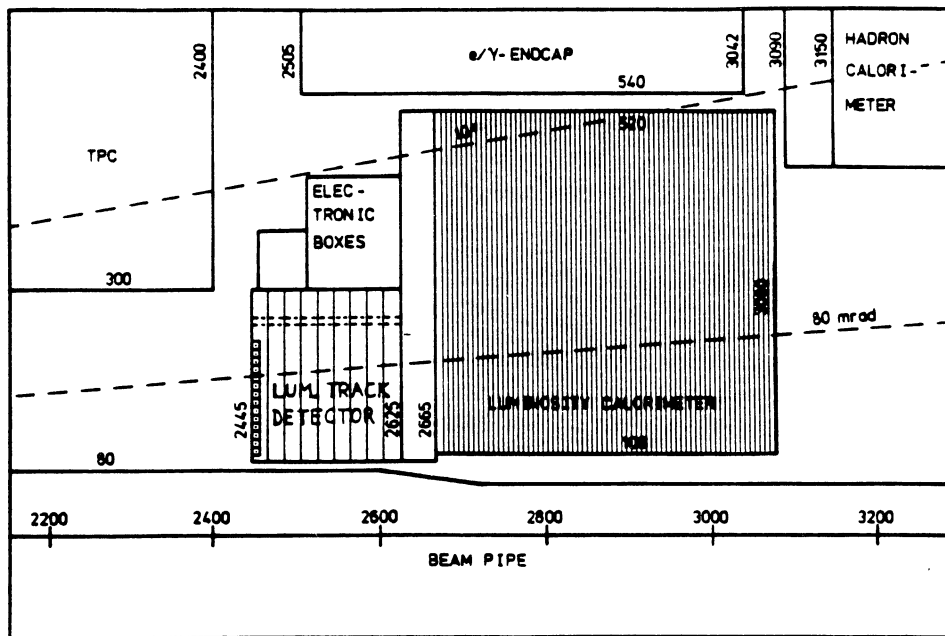 2400
2505
e/γ-ENDCAP
3042
3090
3150
HADRON
CALORI-
METER
540
TPC
10°
520
ELEC-
TRONIC
BOXES
300
80 mrad
LUM. TRACK
DETECTOR
2445
2625
2665
LUMINOSITY CALORIMETER
80
2200
2400
2600
2800
3000
3200
BEAM PIPE